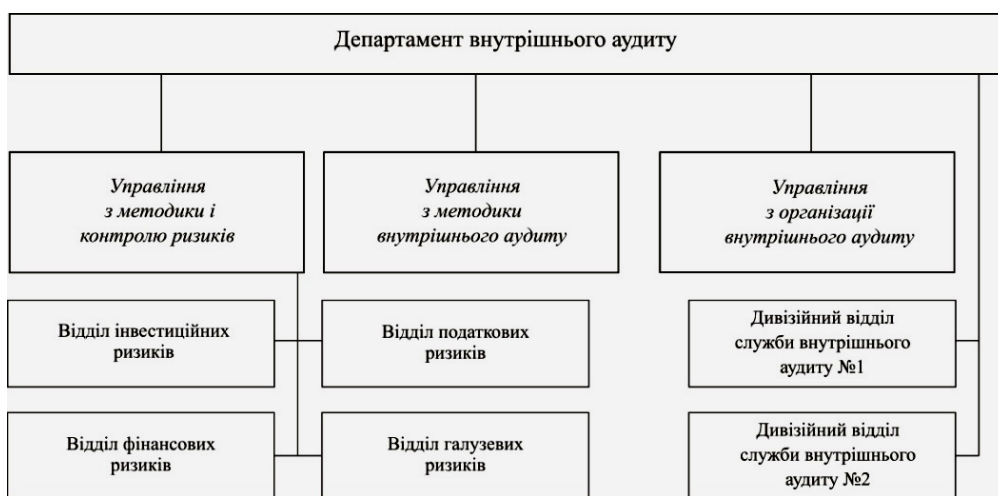 Департамент внутрішнього аудиту
Управління
з методики і
контролю ризиків
Управління
з методики
внутрішнього аудиту
Управління
з організації
внутрішнього аудиту
Відділ інвестиційних
ризиків
Відділ податкових
ризиків
Дивізійний відділ
служби внутрішнього
аудиту №1
Відділ фінансових
ризиків
Відділ галузевих
ризиків
Дивізійний відділ
служби внутрішнього
аудиту №2